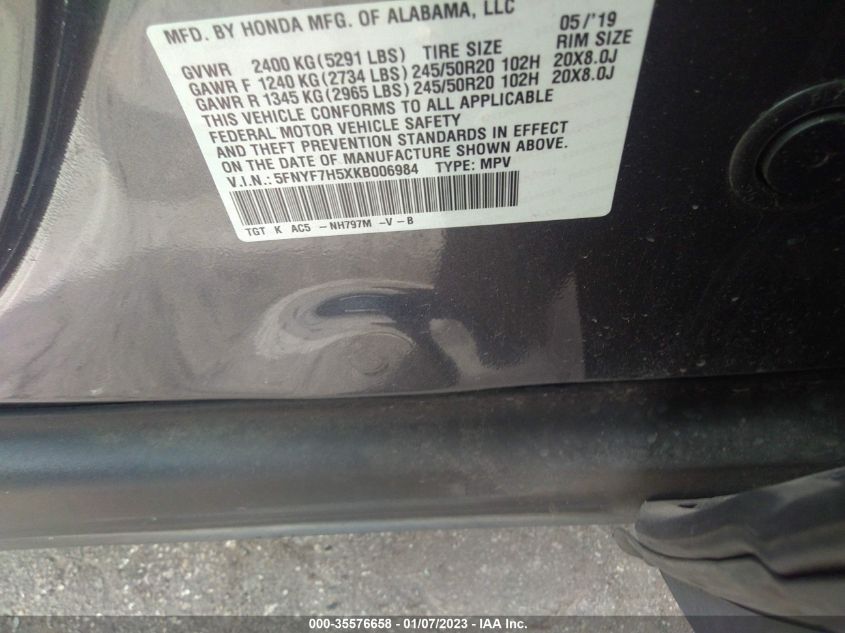 MFD. BY HONDA MFG. OF ALABAMA, LLC 05/'19
GVWR 2400 KG(5291 LBS) TIRE SIZE RIM SIZE
GAWR F 1240 KG(2734 LBS) 245/50R20 102H 20X8.0J
GAWR R 1345 KG(2965 LBS) 245/50R20 102H 20X8.0J
THIS VEHICLE CONFORMS TO ALL APPLICABLE
FEDERAL MOTOR VEHICLE SAFETY
AND THEFT PREVENTION STANDARDS IN EFFECT
ON THE DATE OF MANUFACTURE SHOWN ABOVE.
V.I.N.: 5FNYF7H5XKB006984 TYPE: MPV
TGT K AC5 -NH797M -V-B
000-35576658 - 01/07/2023 - © IAA Inc.